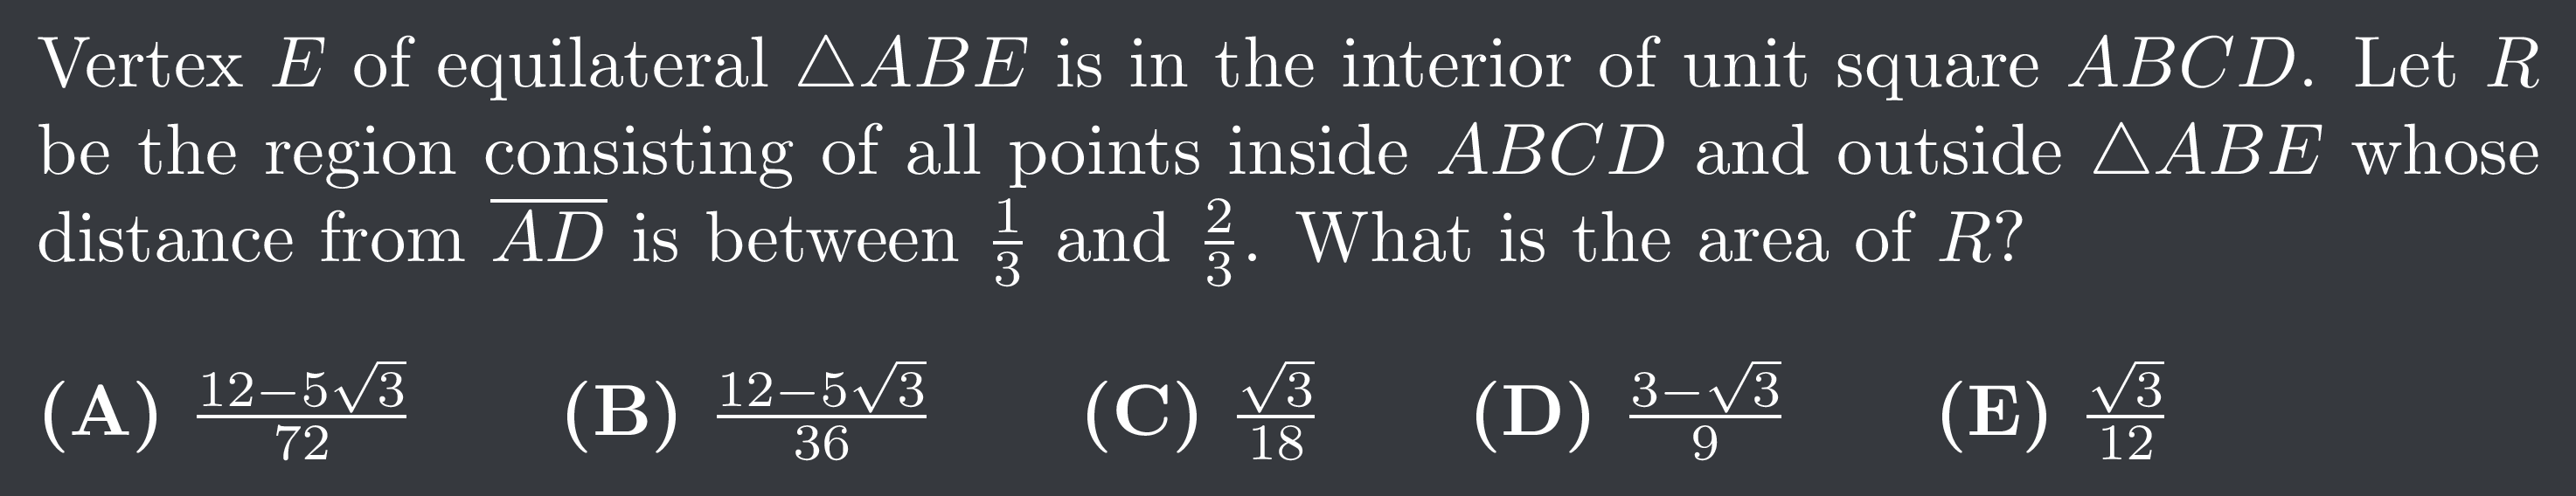 Vertex $E$ of equilateral $\triangle ABE$ is in the interior of unit square $ABCD$. Let $R$
be the region consisting of all points inside $ABCD$ and outside $\triangle ABE$ whose
distance from $\overline{AD}$ is between $\frac{1}{3}$ and $\frac{2}{3}$. What is the area of $R$?
(A) $\frac{12-5\sqrt{3}}{72}$ (B) $\frac{12-5\sqrt{3}}{36}$ (C) $\frac{\sqrt{3}}{18}$ (D) $\frac{3-\sqrt{3}}{9}$ (E) $\frac{\sqrt{3}}{12}$